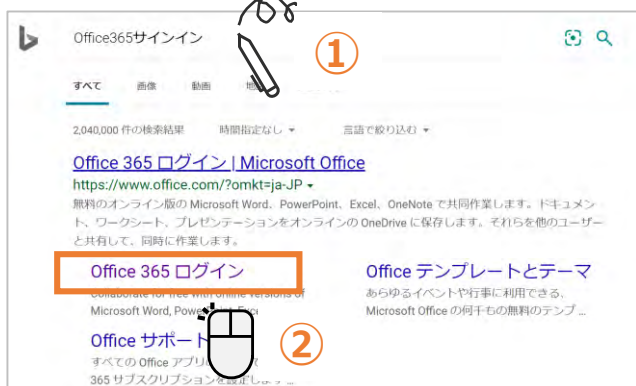 Office365サインイン
①
すべて 画像 動画
2,040,000 件の検索結果 時間指定なし 言語で絞り込む
Office 365 ログイン | Microsoft Office
https://www.office.com/?omkt=ja-JP
無料のオンライン版の Microsoft Word、PowerPoint、Excel、OneNote で共同作業します。ドキュメン
ト、ワークシート、プレゼンテーションをオンラインの OneDrive に保存します。それらを他のユーザー
と共有して、同時に作業します。
Office 365 ログイン
Collaborate for free with online versions of
Microsoft Word,
Office テンプレートとテーマ
あらゆるイベントや行事に利用できる、
Microsoft Office の何千もの無料のテンプ ...
Office サポート
②
すべての Office
365 サブスクリプションを設定します